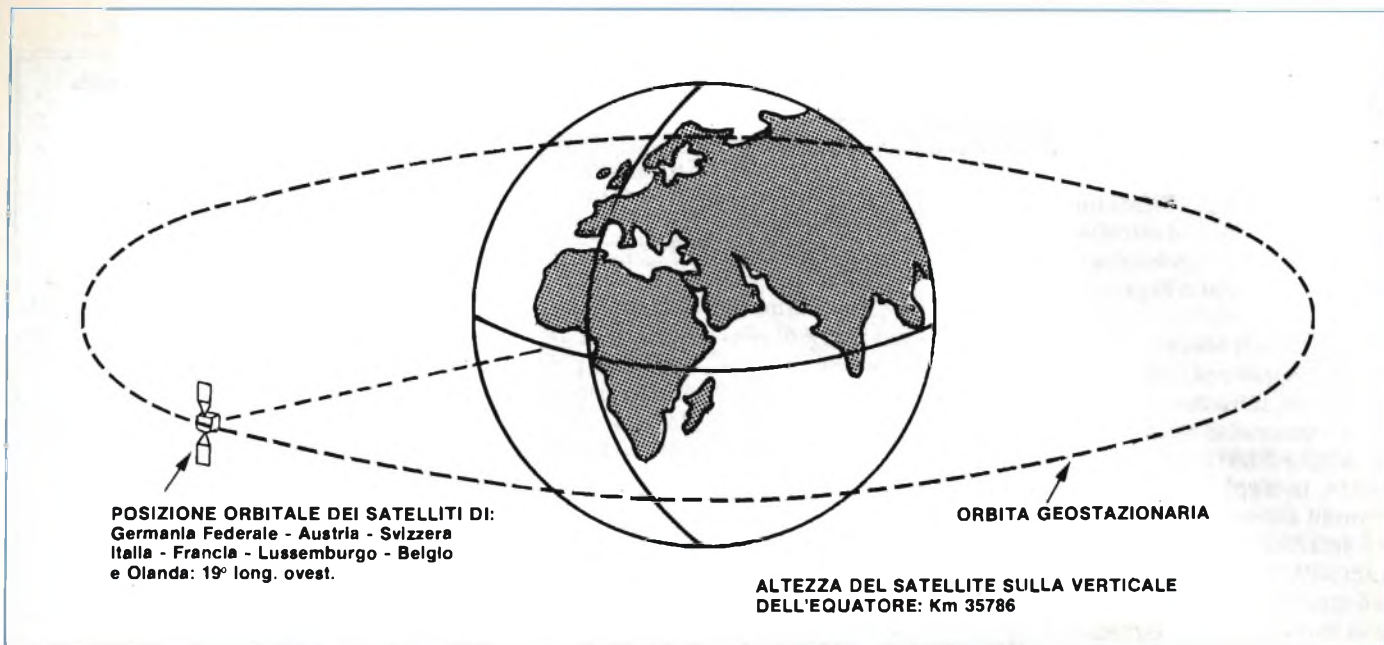 POSIZIONE ORBITALE DEI SATELLITI DI:
Germania Federale - Austria - Svizzera
Italia - Francia - Lussemburgo - Belgio
e Olanda: 19º long. ovest.
ORBITA GEOSTAZIONARIA
ALTEZZA DEL SATELLITE SULLA VERTICALE
DELL'EQUATORE: Km 35786